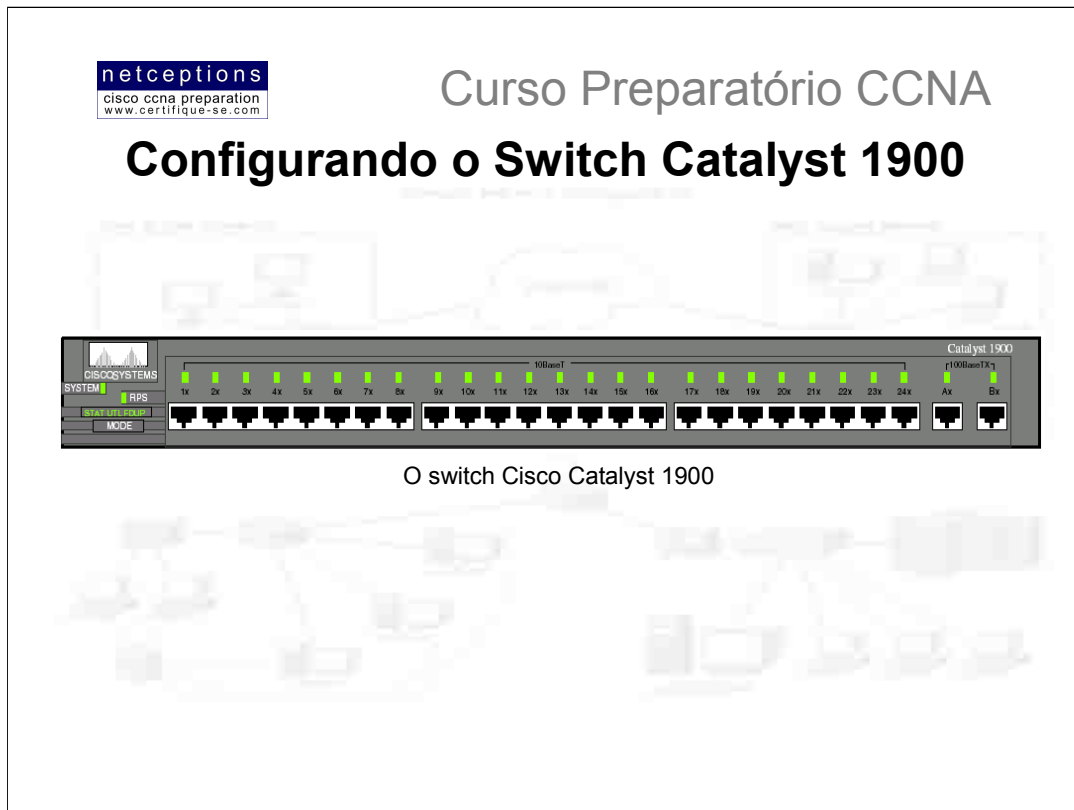 netceptions
cisco ccna preparation
www.certifique-se.com
Curso Preparatório CCNA
Configurando o Switch Catalyst 1900
Catalyst 1900
CISCOSYSTEMS
10BaseT
100BaseTX
SYSTEM
RPS
1x 2x 3x 4x 5x 6x 7x 8x 9x 10x 11x 12x 13x 14x 15x 16x 17x 18x 19x 20x 21x 22x 23x 24x Ax Bx
STAT UTL FDUP
MODE
O switch Cisco Catalyst 1900